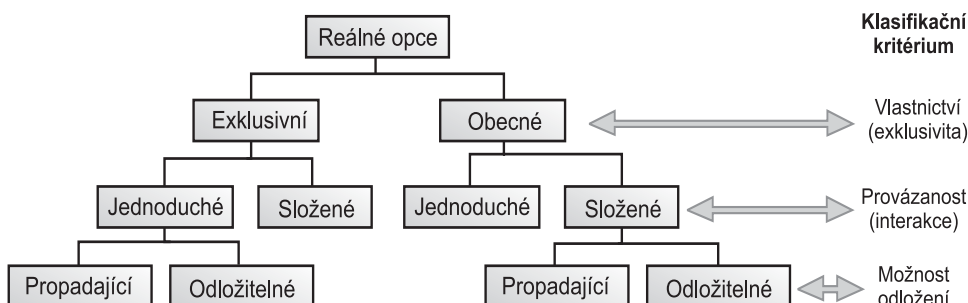 Reálné opce
Klasifikační
kritérium
Exklusivní
Obecné
Vlastnictví
(exklusivita)
Jednoduché
Složené
Jednoduché
Složené
Provázanost
(interakce)
Propadající
Odložitelné
Propadající
Odložitelné
Možnost
odložení